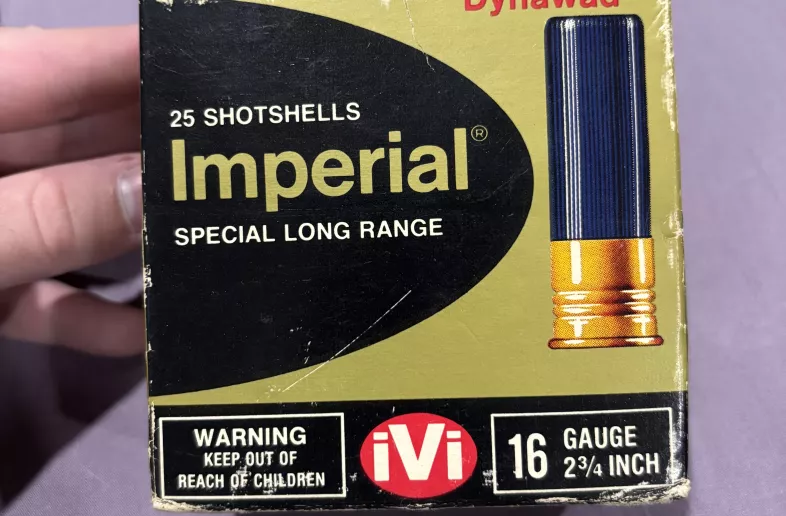 Dynawad
25 SHOTSHELLS
Imperial®
SPECIAL LONG RANGE
WARNING
KEEP OUT OF
REACH OF CHILDREN
iVi
16 GAUGE
2¾ INCH